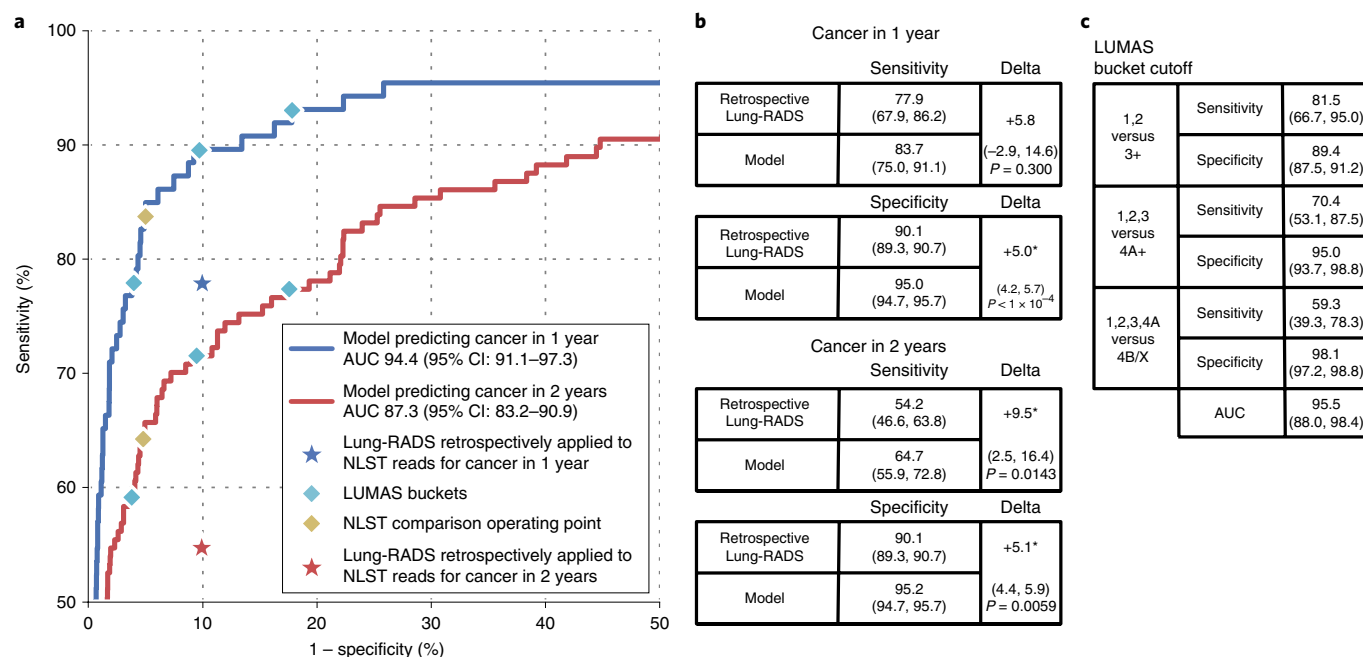 a
100
90
80
70
60
50
Sensitivity (%)
0
10
20
30
40
50
1 – specificity (%)
Model predicting cancer in 1 year
AUC 94.4 (95% CI: 91.1–97.3)
Model predicting cancer in 2 years
AUC 87.3 (95% CI: 83.2–90.9)
Lung-RADS retrospectively applied to
NLST reads for cancer in 1 year
LUMAS buckets
NLST comparison operating point
Lung-RADS retrospectively applied to
NLST reads for cancer in 2 years
b
Cancer in 1 year
Sensitivity Delta
Retrospective
Lung-RADS
77.9
(67.9, 86.2)
Model
83.7
(75.0, 91.1)
+5.8
(–2.9, 14.6)
P = 0.300
Specificity Delta
Retrospective
Lung-RADS
90.1
(89.3, 90.7)
Model
95.0
(94.7, 95.7)
+5.0*
(4.2, 5.7)
P < 1 × 10⁻⁴
Cancer in 2 years
Sensitivity Delta
Retrospective
Lung-RADS
54.2
(46.6, 63.8)
Model
64.7
(55.9, 72.8)
+9.5*
(2.5, 16.4)
P = 0.0143
Specificity Delta
Retrospective
Lung-RADS
90.1
(89.3, 90.7)
Model
95.2
(94.7, 95.7)
+5.1*
(4.4, 5.9)
P = 0.0059
c
LUMAS
bucket cutoff
1,2
versus
3+
Sensitivity
81.5
(66.7, 95.0)
Specificity
89.4
(87.5, 91.2)
1,2,3
versus
4A+
Sensitivity
70.4
(53.1, 87.5)
Specificity
95.0
(93.7, 98.8)
1,2,3,4A
versus
4B/X
Sensitivity
59.3
(39.3, 78.3)
Specificity
98.1
(97.2, 98.8)
AUC
95.5
(88.0, 98.4)